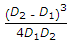 (D₂ - D₁)³
4D₁D₂